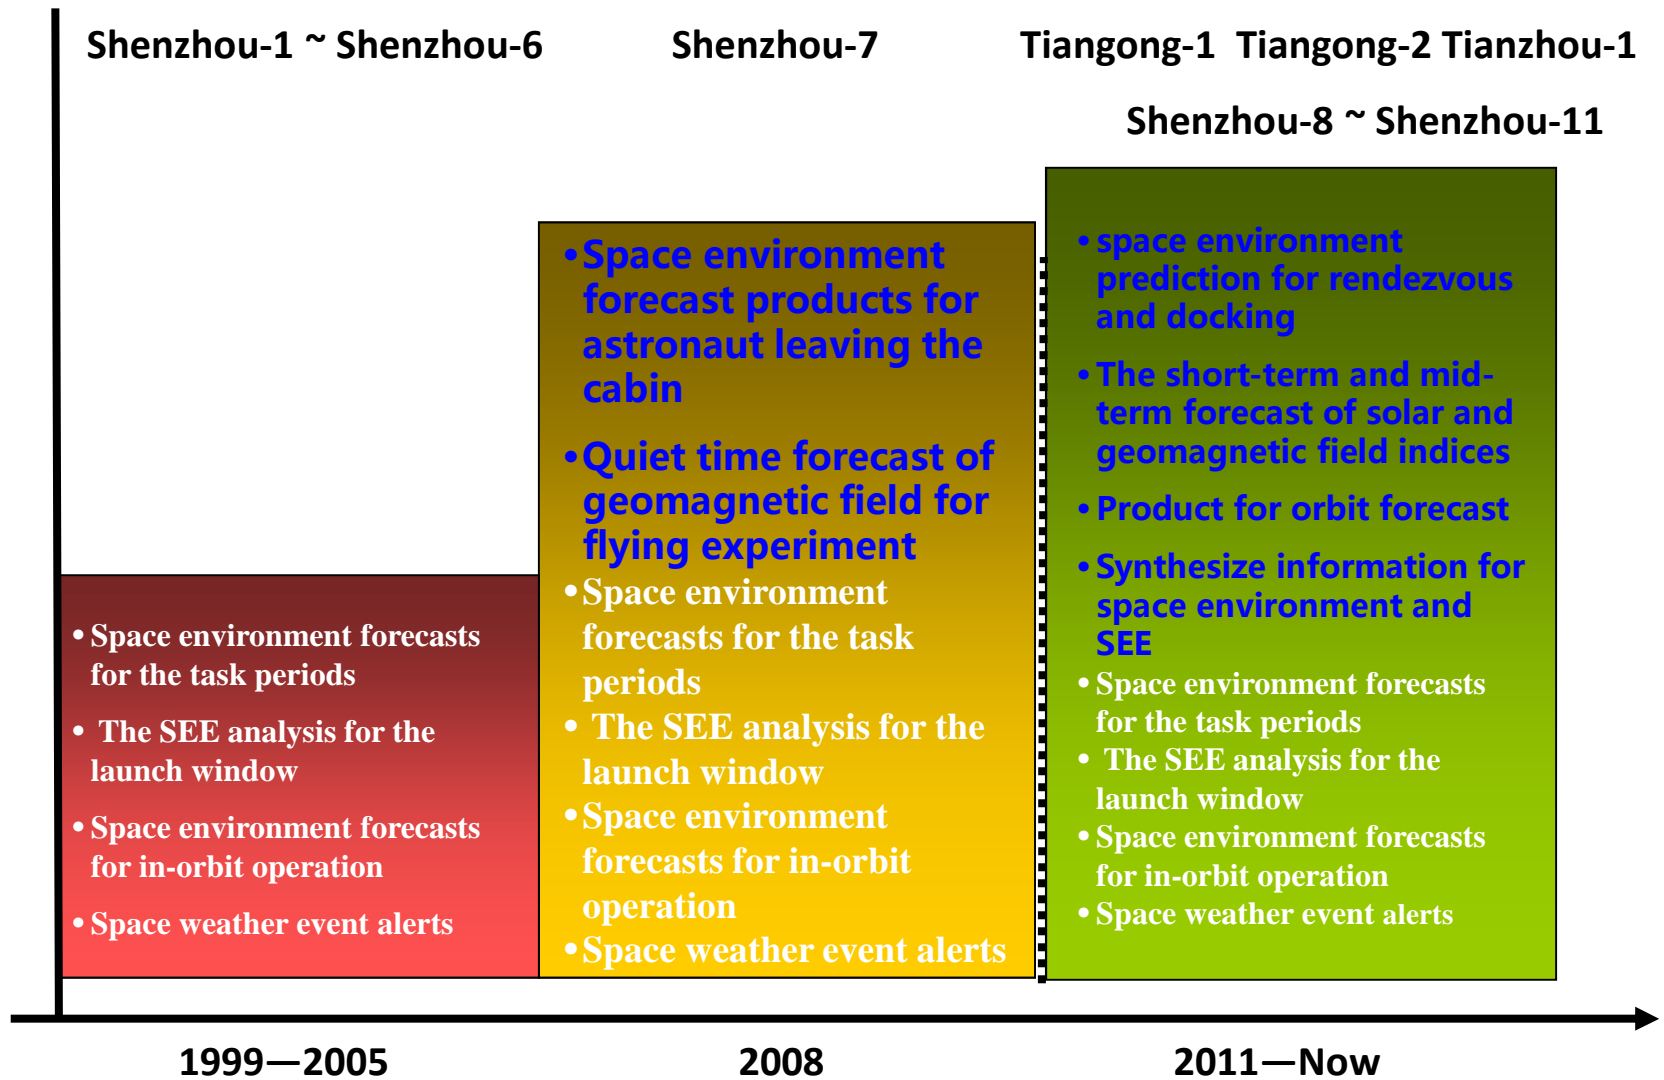 Shenzhou-1 ~ Shenzhou-6
Shenzhou-7
Tiangong-1 Tiangong-2 Tianzhou-1
Shenzhou-8 ~ Shenzhou-11
•Space environment forecasts
for the task periods
• The SEE analysis for the
launch window
•Space environment forecasts
for in-orbit operation
•Space weather event alerts
•Space environment
forecast products for
astronaut leaving the
cabin
•Quiet time forecast of
geomagnetic field for
flying experiment
•Space environment
forecasts for the task
periods
• The SEE analysis for the
launch window
•Space environment
forecasts for in-orbit
operation
•Space weather event alerts
•space environment
prediction for rendezvous
and docking
•The short-term and mid-
term forecast of solar and
geomagnetic field indices
•Product for orbit forecast
•Synthesize information for
space environment and
SEE
•Space environment forecasts
for the task periods
• The SEE analysis for the
launch window
•Space environment forecasts
for in-orbit operation
•Space weather event alerts
1999—2005
2008
2011—Now